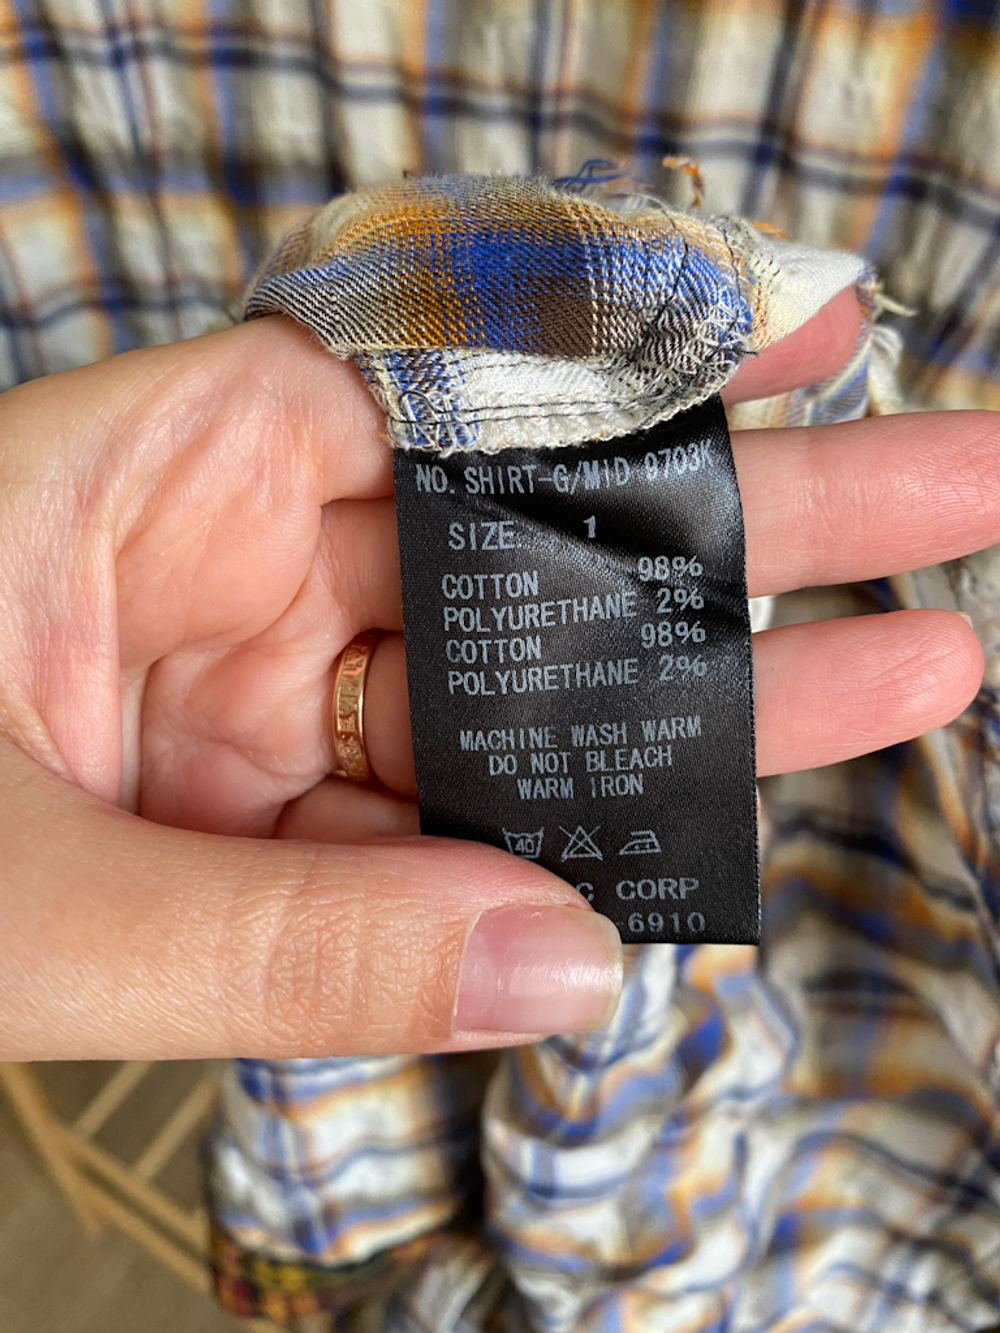 NO. SHIRT-G/MID 9703K
SIZE: 1
COTTON 98%
POLYURETHANE 2%
COTTON 98%
POLYURETHANE 2%
MACHINE WASH WARM
DO NOT BLEACH
WARM IRON
40
C CORP
6910